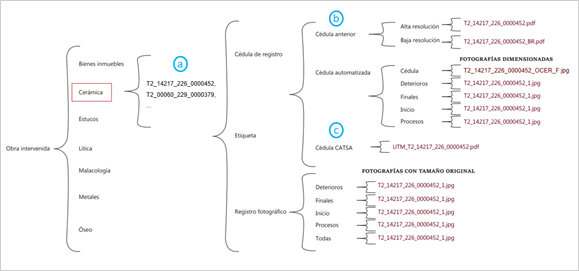 Obra intervenida
Bienes inmuebles
Cerámica
Estucos
Lítica
Malacología
Metales
Óseo
a
T2_14217_226_0000452,
T2_00060_229_0000379,
...
Cédula de registro
Etiqueta
Registro fotográfico
b
Cédula anterior
Alta resolución
T2_14217_226_0000452.pdf
Baja resolución
T2_14217_226_0000452_BR.pdf
FOTOGRAFÍAS DIMENSIONADAS
Cédula automatizada
Cédula
T2_14217_226_0000452_OCER_F.jpg
Deterioros
T2_14217_226_0000452_1.jpg
Finales
T2_14217_226_0000452_1.jpg
Inicio
T2_14217_226_0000452_1.jpg
Procesos
T2_14217_226_0000452_1.jpg
c
Cédula CATSA
UTM_T2_14217_226_0000452.pdf
FOTOGRAFÍAS CON TAMAÑO ORIGINAL
Deterioros
T2_14217_226_0000452_1.jpg
Finales
T2_14217_226_0000452_1.jpg
Inicio
T2_14217_226_0000452_1.jpg
Procesos
T2_14217_226_0000452_1.jpg
Todas
T2_14217_226_0000452_1.jpg